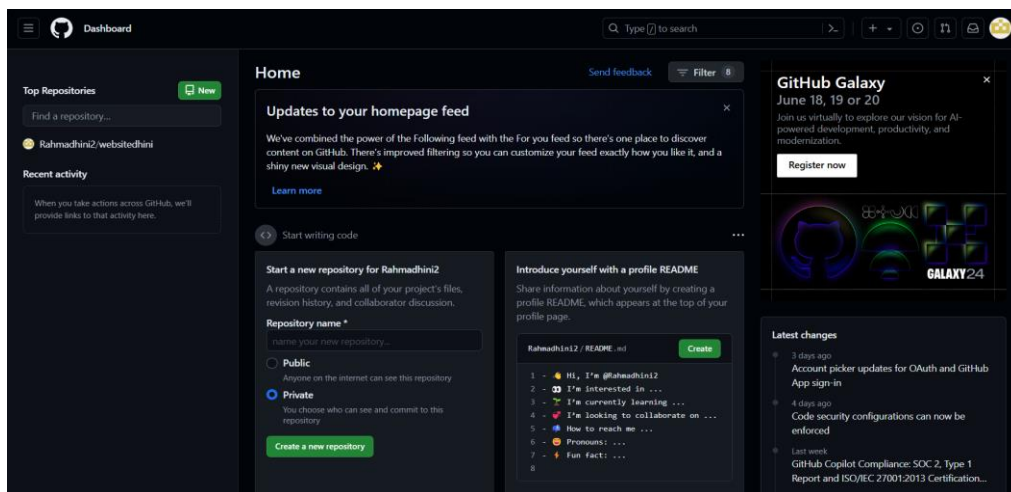 Dashboard
Type / to search
Top Repositories
New
Find a repository...
Rahmadhini2/websitedhini
Recent activity
When you take actions across GitHub, we'll
provide links to that activity here.
Home
Send feedback
Filter 8
Updates to your homepage feed
We've combined the power of the Following feed with the For you feed so there's one place to discover
content on GitHub. There's improved filtering so you can customize your feed exactly how you like it, and a
shiny new visual design. ✨
Learn more
Start writing code
Start a new repository for Rahmadhini2
A repository contains all of your project's files,
revision history, and collaborator discussion.
Repository name *
name your new repository...
Public
Anyone on the internet can see this repository
Private
You choose who can see and commit to this
repository
Create a new repository
Introduce yourself with a profile README
Share information about yourself by creating a
profile README, which appears at the top of your
profile page.
Rahmadhini2 / README.md
Create
1 - 👋 Hi, I'm @Rahmadhini2
2 - 👀 I'm interested in ...
3 - 🌱 I'm currently learning ...
4 - 💞️ I'm looking to collaborate on ...
5 - 📫 How to reach me ...
6 - 😄 Pronouns: ...
7 - ⚡ Fun fact: ...
8
GitHub Galaxy
June 18, 19 or 20
Join us virtually to explore our vision for AI-
powered development, productivity, and
modernization.
Register now
GALAXY24
Latest changes
3 days ago
Account picker updates for OAuth and GitHub
App sign-in
4 days ago
Code security configurations can now be
enforced
Last week
GitHub Copilot Compliance: SOC 2, Type 1
Report and ISO/IEC 27001:2013 Certification...